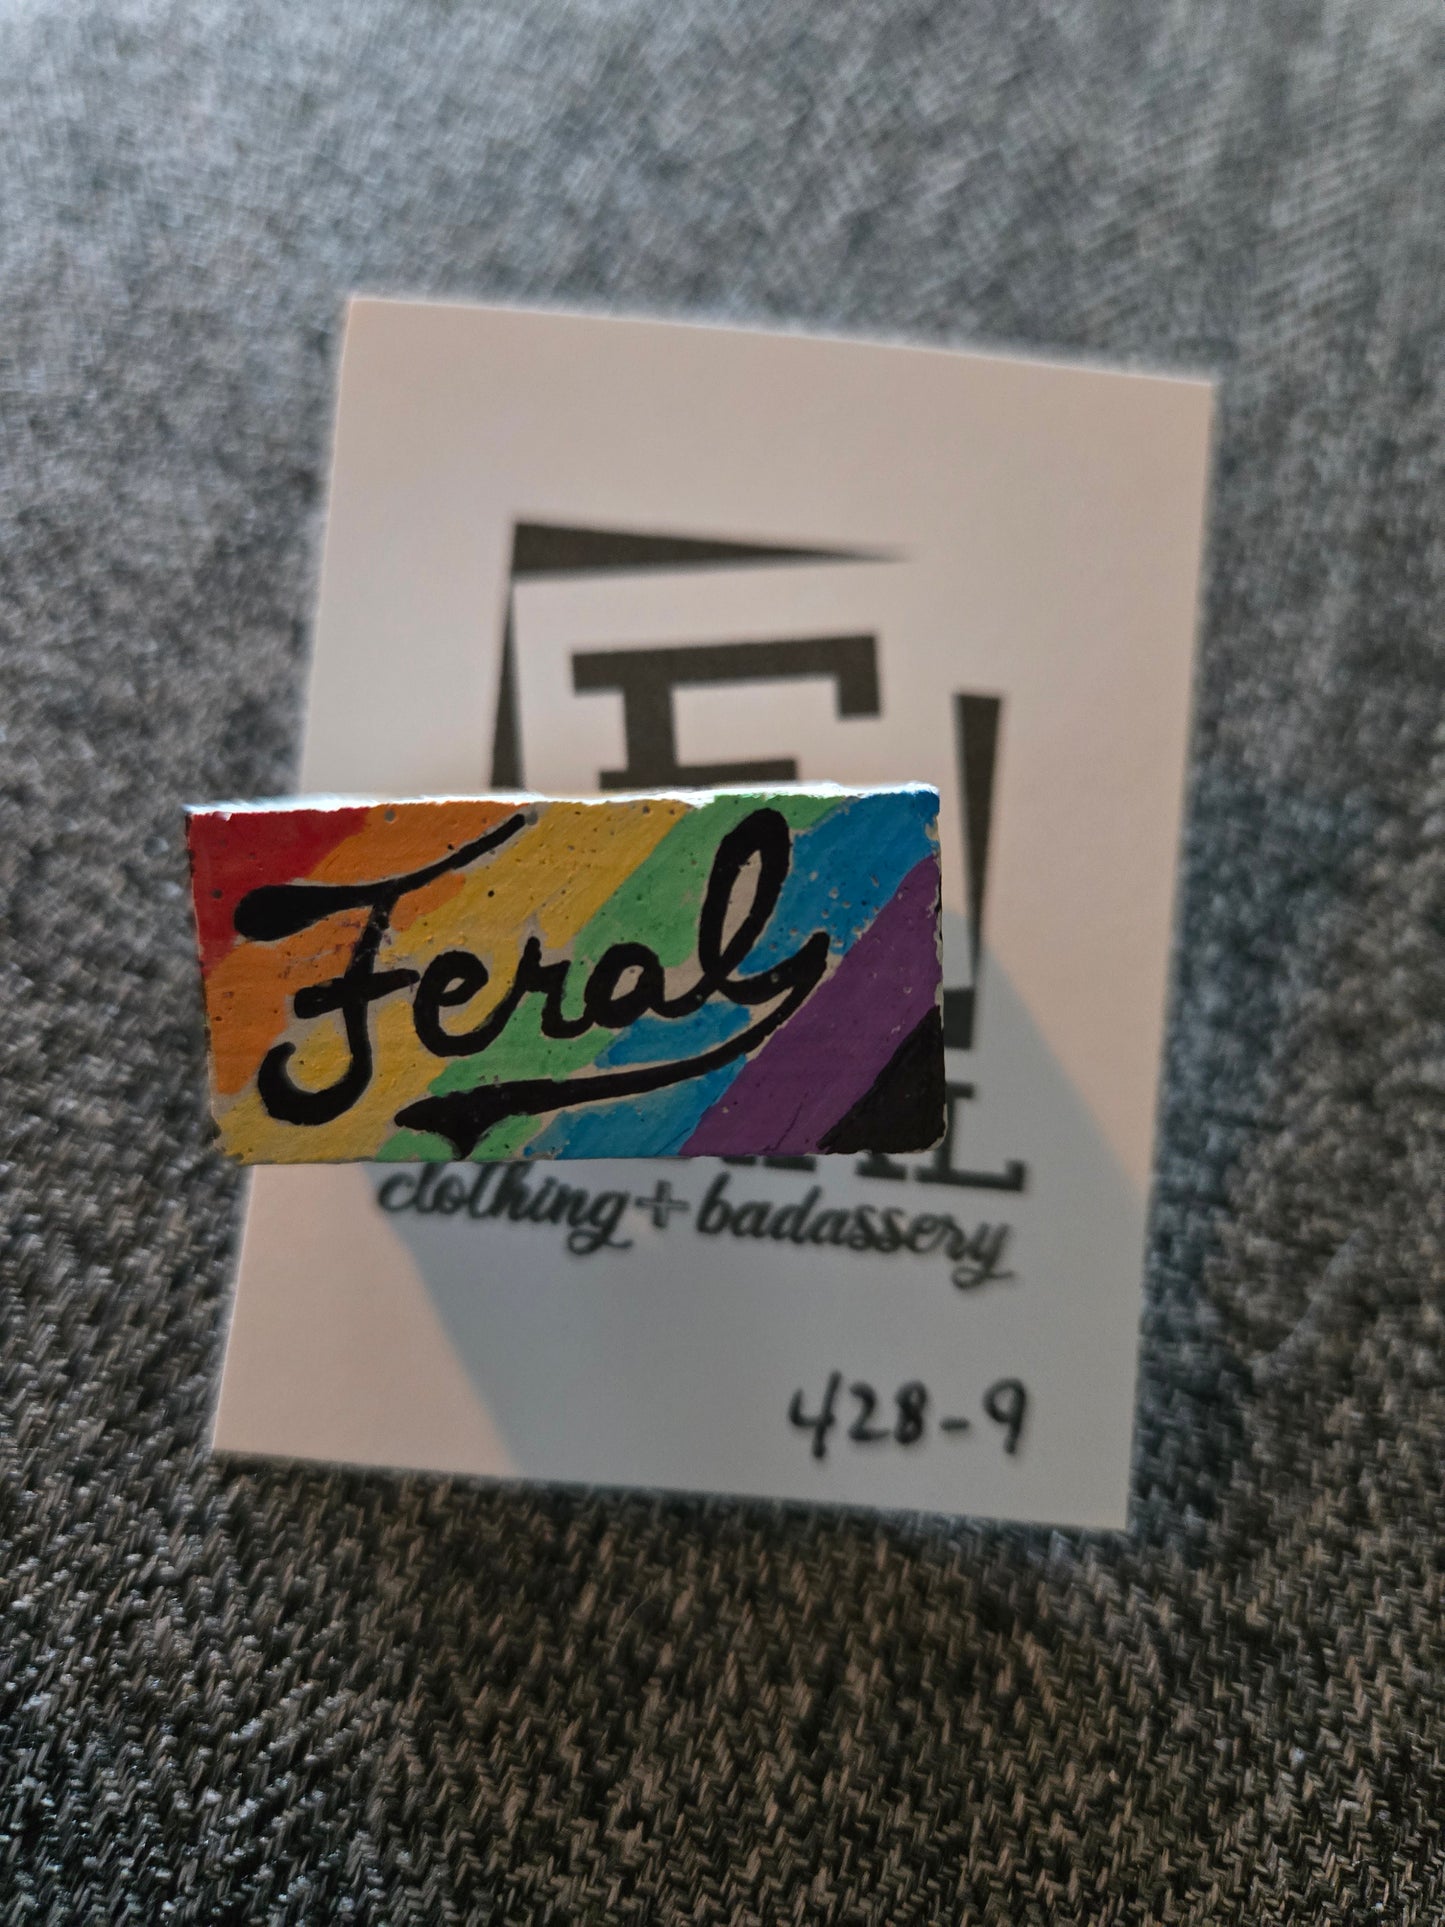 F
Feral
clothing + badassery
428-9